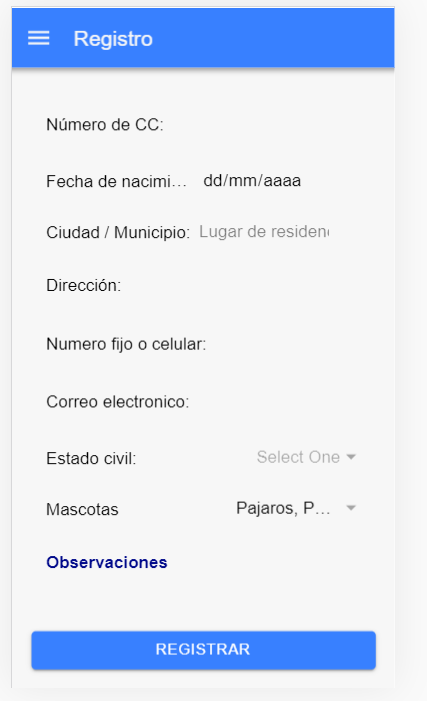 Registro
Número de CC:
Fecha de nacimi... dd/mm/aaaa
Ciudad / Municipio: Lugar de residen
Dirección:
Numero fijo o celular:
Correo electronico:
Estado civil: Select One
Mascotas Pajaros, P...
Observaciones
REGISTRAR